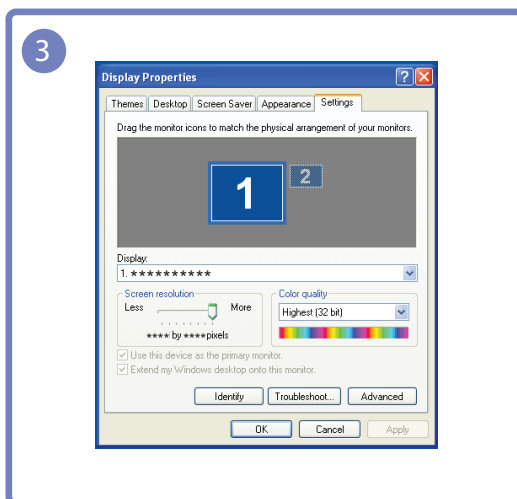 3
Display Properties
Themes Desktop Screen Saver Appearance Settings
Drag the monitor icons to match the physical arrangement of your monitors.
1 2
Display:
1. **********
Screen resolution Color quality
Less More Highest (32 bit)
**** by **** pixels
Use this device as the primary monitor.
Extend my Windows desktop onto this monitor.
Identify Troubleshoot... Advanced
OK Cancel Apply